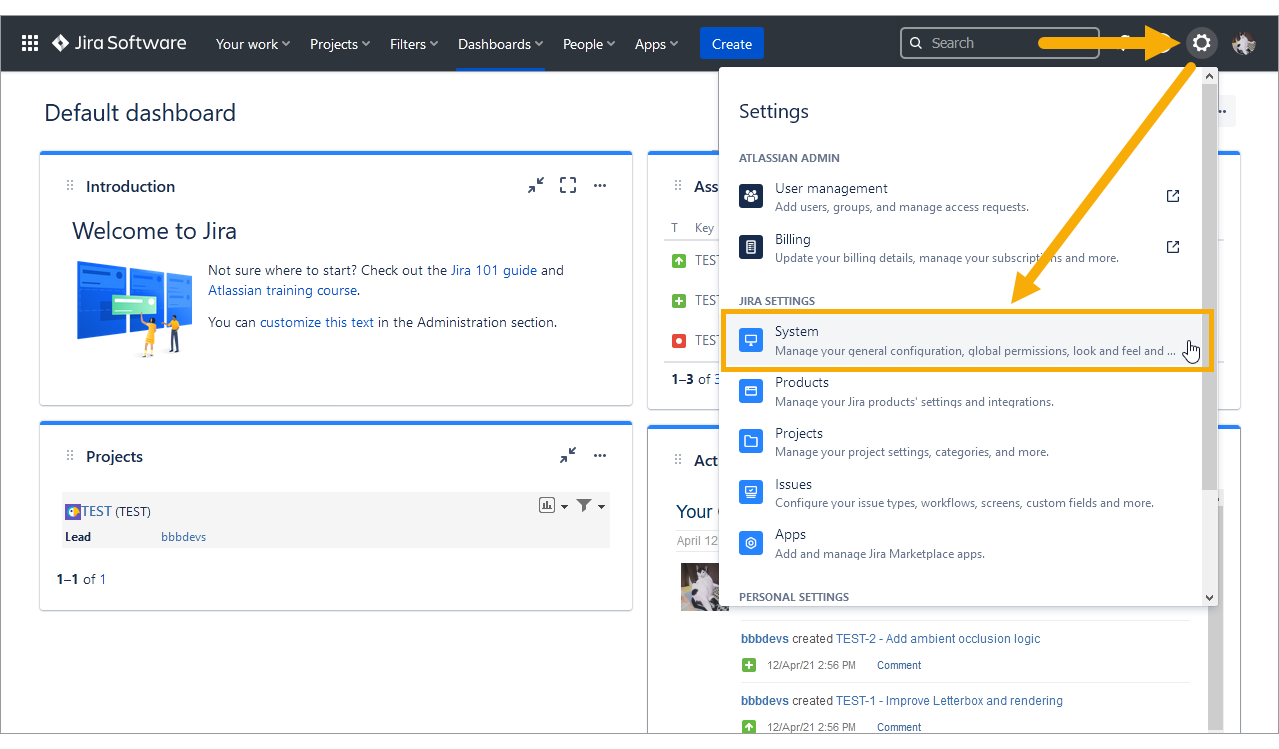 Jira Software
Your work
Projects
Filters
Dashboards
People
Apps
Create
Search
Default dashboard
Introduction
Welcome to Jira
Not sure where to start? Check out the Jira 101 guide and
Atlassian training course.
You can customize this text in the Administration section.
Projects
TEST (TEST)
Lead bbbdevs
1–1 of 1
Ass
T Key
TEST
TEST
TEST
1–3 of 3
Act
Your
April 12
bbbdevs created TEST-2 - Add ambient occlusion logic
12/Apr/21 2:56 PM Comment
bbbdevs created TEST-1 - Improve Letterbox and rendering
12/Apr/21 2:56 PM Comment
Settings
ATLASSIAN ADMIN
User management
Add users, groups, and manage access requests.
Billing
Update your billing details, manage your subscriptions and more.
JIRA SETTINGS
System
Manage your general configuration, global permissions, look and feel and ...
Products
Manage your Jira products' settings and integrations.
Projects
Manage your project settings, categories, and more.
Issues
Configure your issue types, workflows, screens, custom fields and more.
Apps
Add and manage Jira Marketplace apps.
PERSONAL SETTINGS